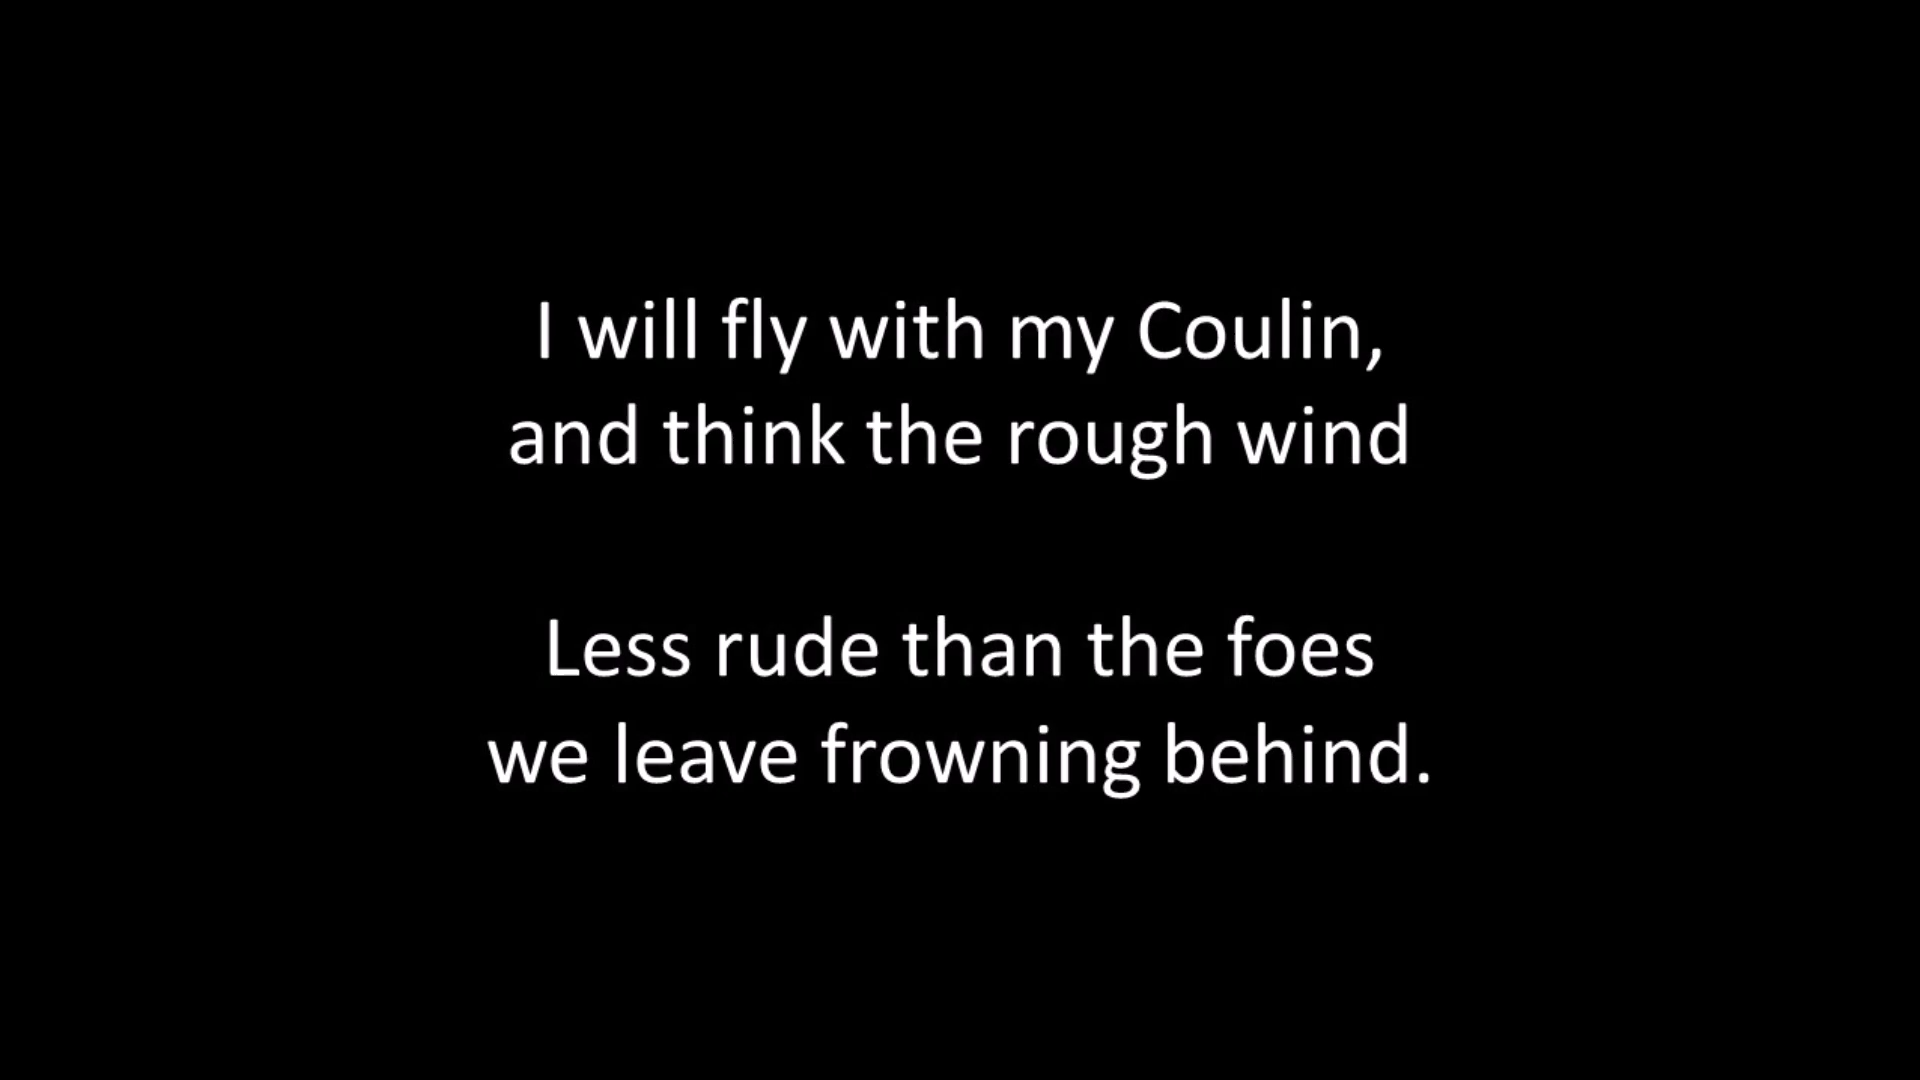 I will fly with my Coulin,
and think the rough wind
Less rude than the foes
we leave frowning behind.